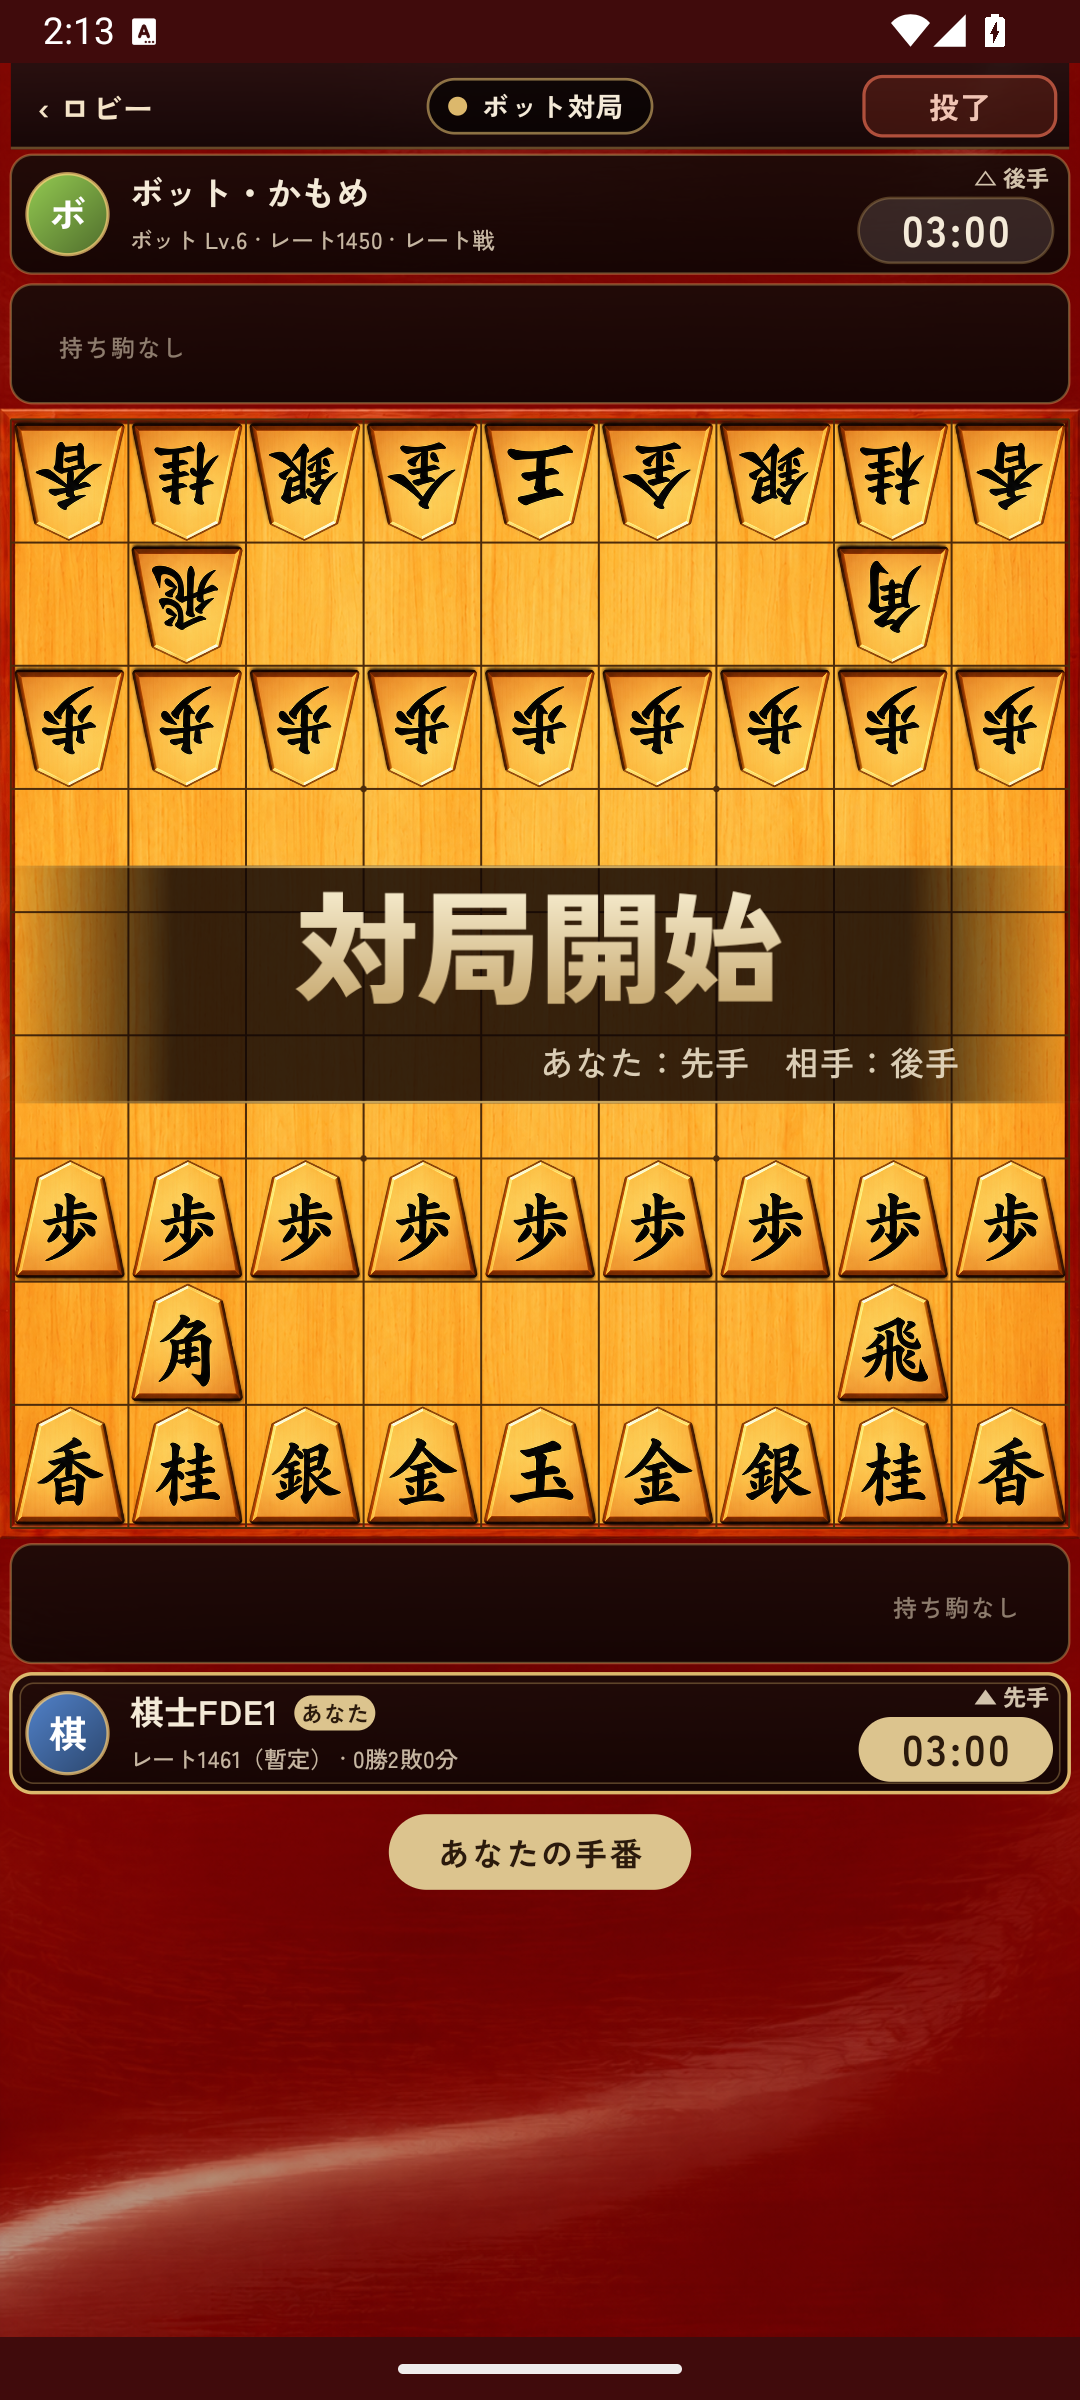 2:13 A
‹ ロビー
ボット対局
投了
ボ
ボット・かもめ
ボット Lv.6 · レート1450 · レート戦
△ 後手
03:00
持ち駒なし
香 桂 銀 金 王 金 銀 桂 香
飛 角
歩 歩 歩 歩 歩 歩 歩 歩 歩
対局開始
あなた：先手　相手：後手
歩 歩 歩 歩 歩 歩 歩 歩 歩
角 飛
香 桂 銀 金 玉 金 銀 桂 香
持ち駒なし
棋
棋士FDE1 あなた
レート1461（暫定） · 0勝2敗0分
▲ 先手
03:00
あなたの手番